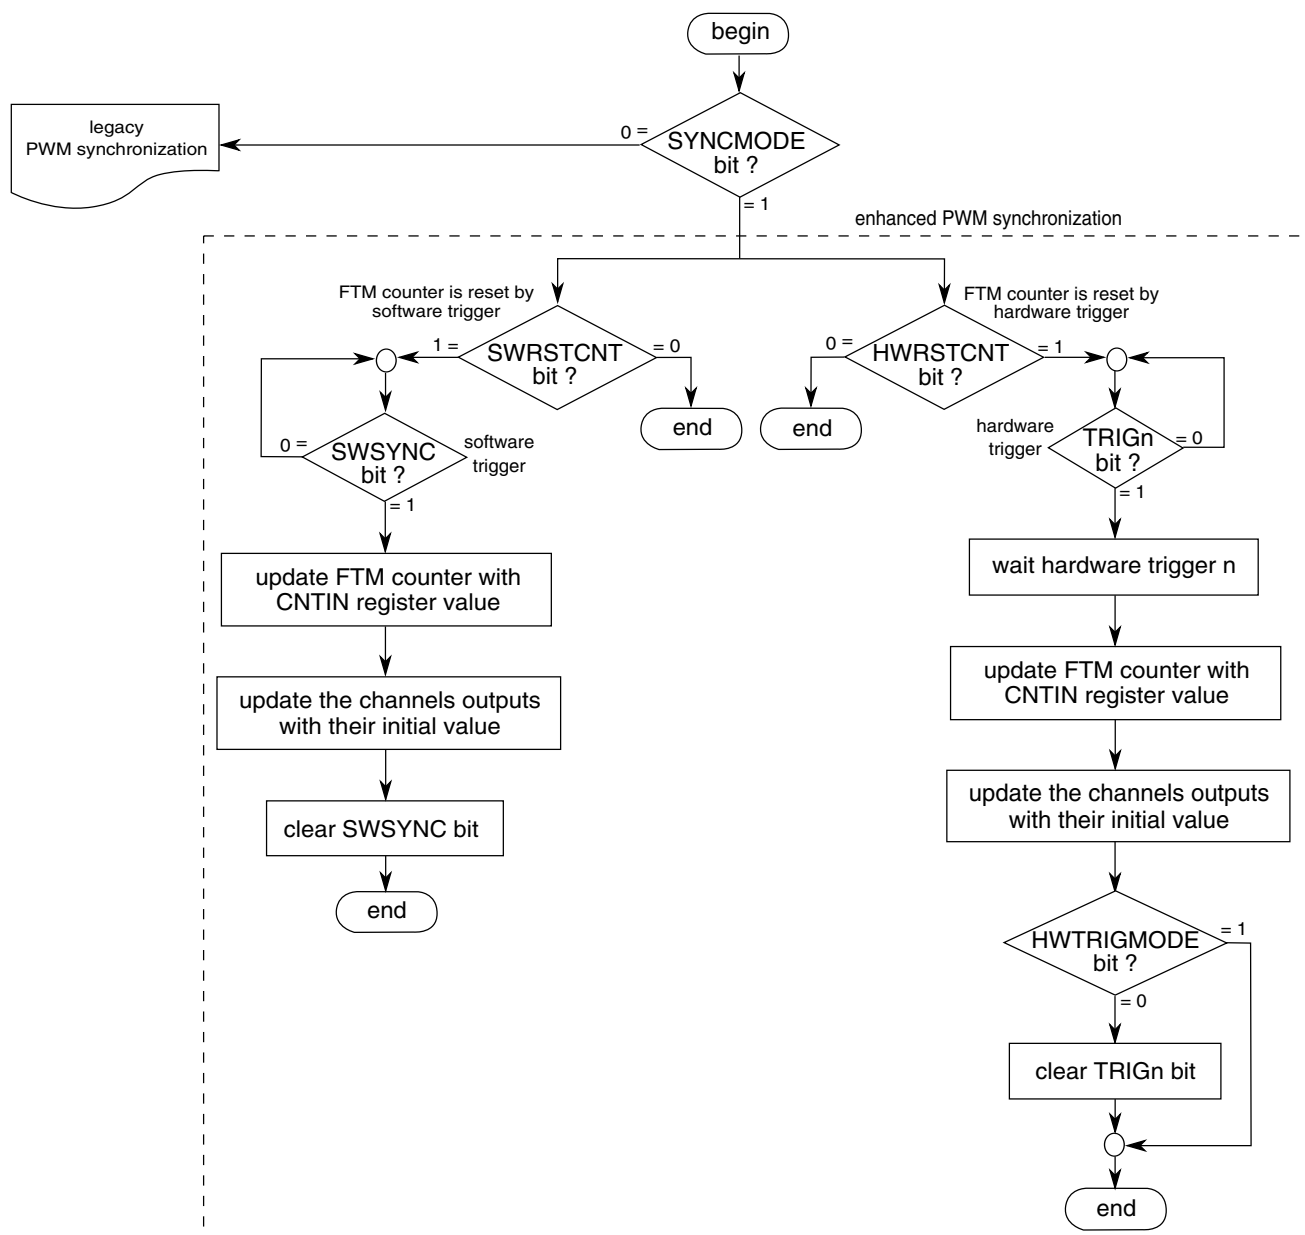 begin
legacy
PWM synchronization
0 =
SYNCMODE
bit ?
= 1
enhanced PWM synchronization
FTM counter is reset by
software trigger
1 =
SWRSTCNT
bit ?
= 0
end
FTM counter is reset by
hardware trigger
0 =
HWRSTCNT
bit ?
= 1
end
0 =
SWSYNC
bit ?
software
trigger
= 1
hardware
trigger
TRIGn
bit ?
= 0
= 1
update FTM counter with
CNTIN register value
update the channels outputs
with their initial value
clear SWSYNC bit
end
wait hardware trigger n
update FTM counter with
CNTIN register value
update the channels outputs
with their initial value
HWTRIGMODE
bit ?
= 1
= 0
clear TRIGn bit
end